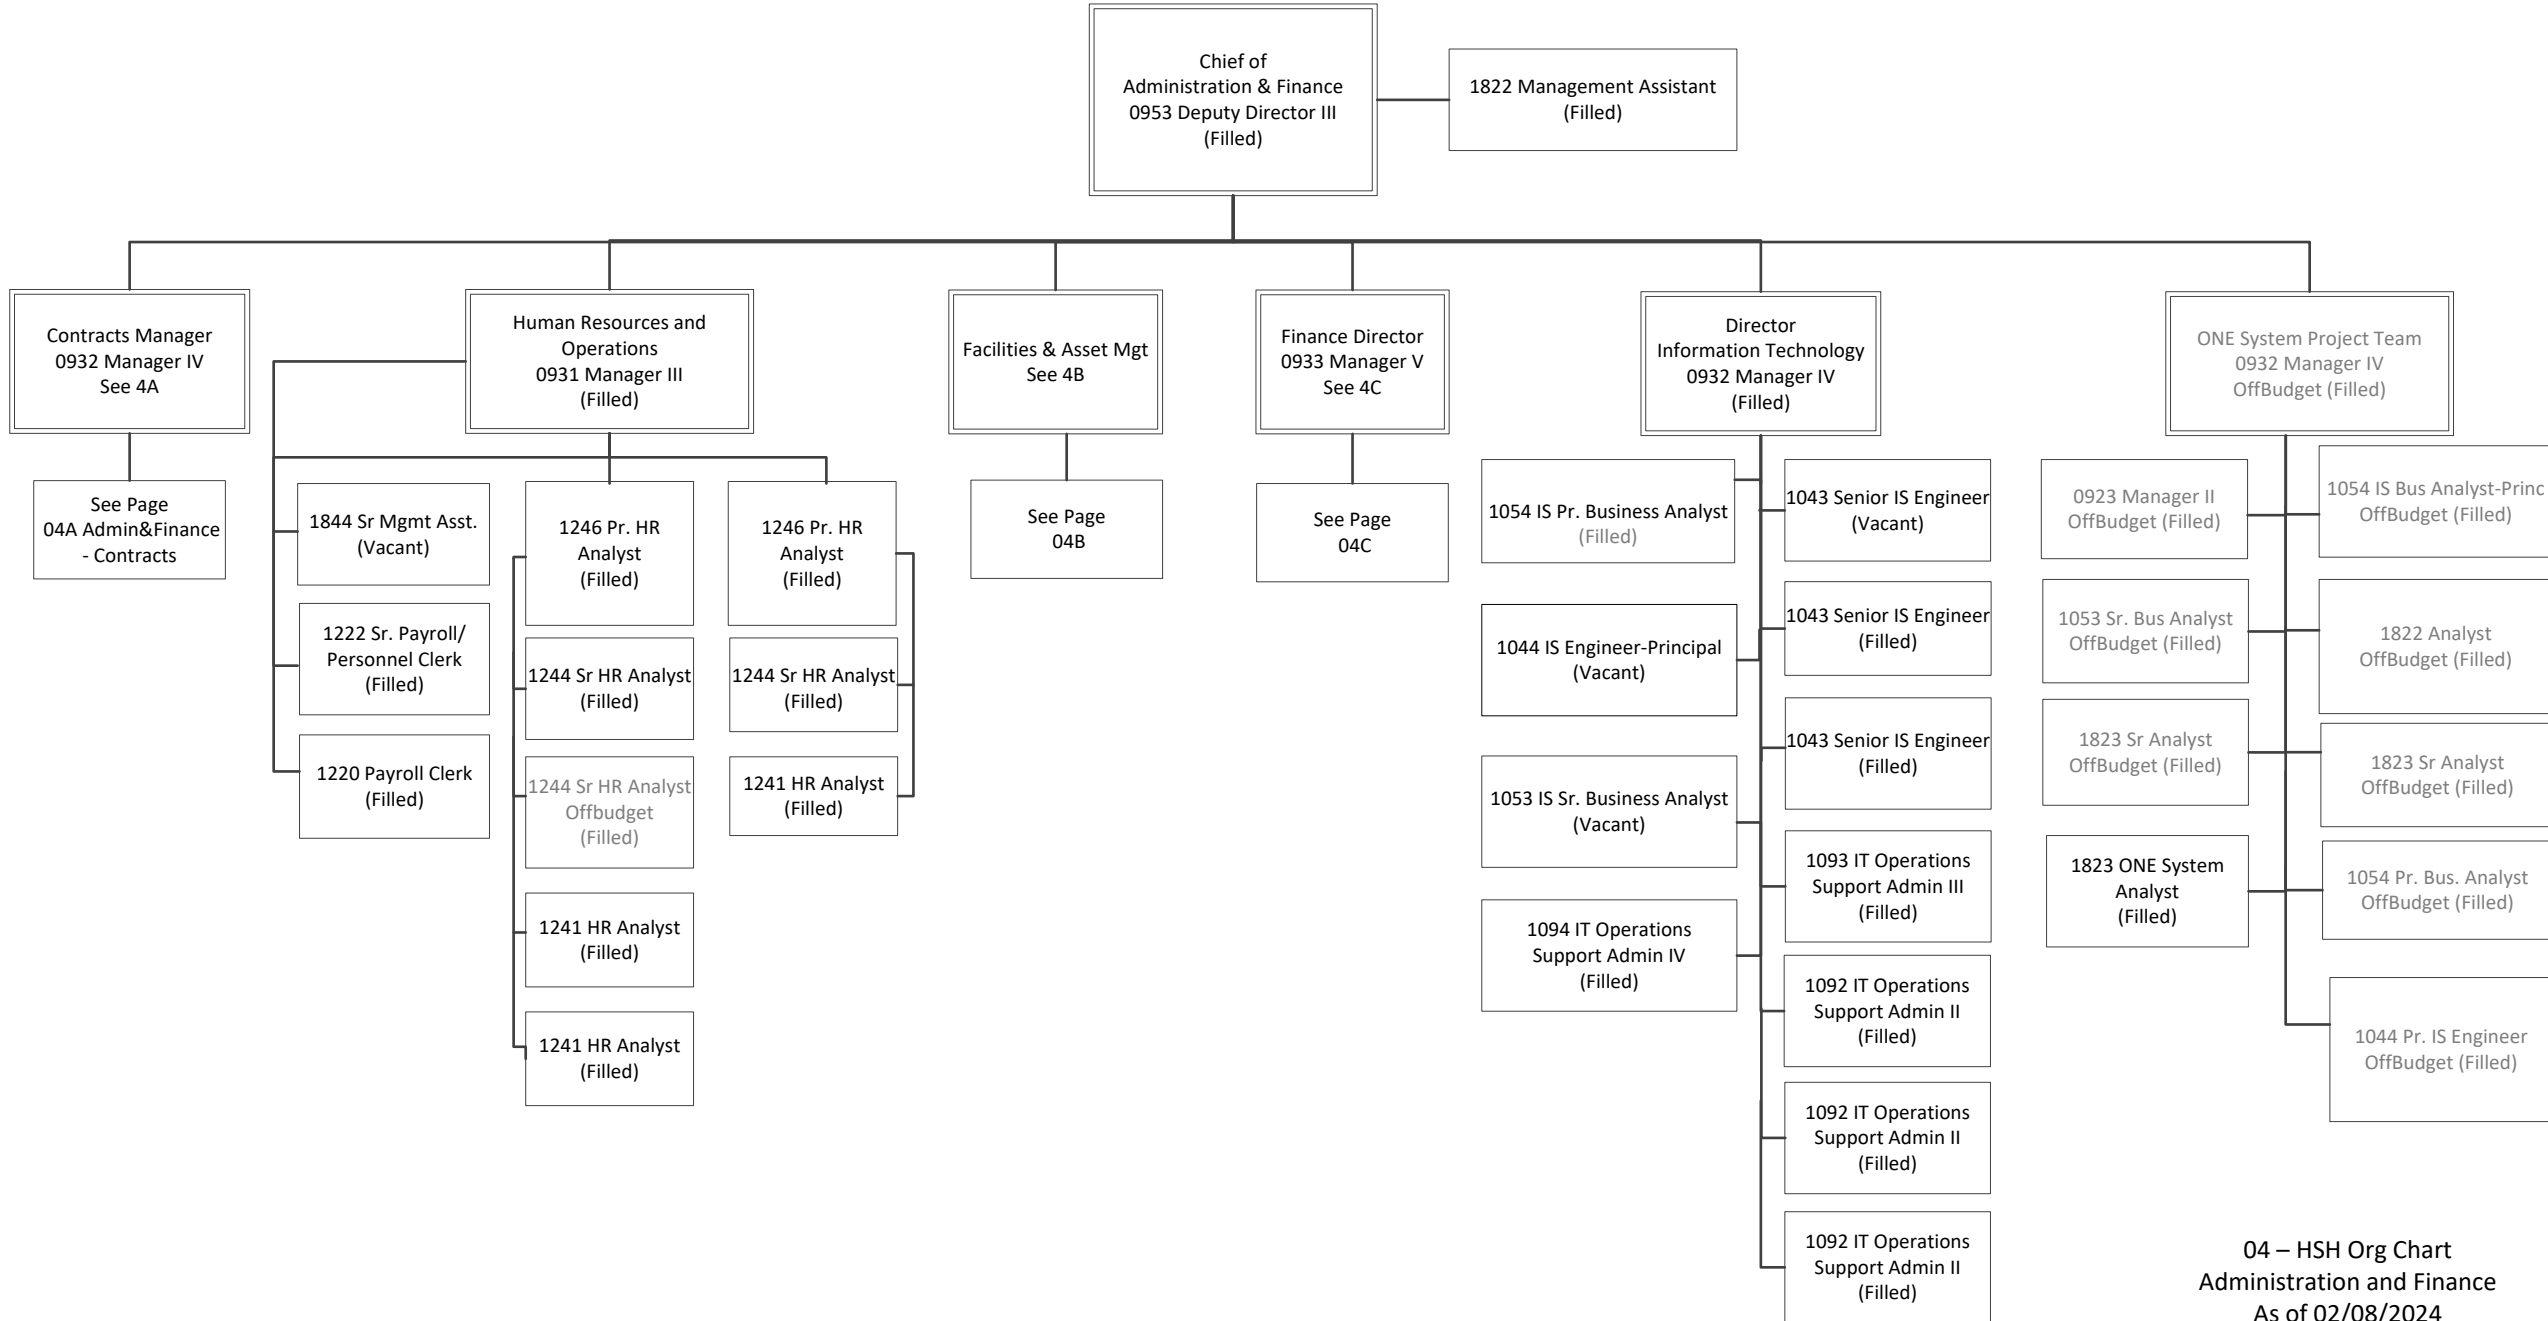 Chief of
Administration & Finance
0953 Deputy Director III
(Filled)
1822 Management Assistant
(Filled)
Contracts Manager
0932 Manager IV
See 4A
See Page
04A Admin&Finance
- Contracts
Human Resources and
Operations
0931 Manager III
(Filled)
1844 Sr Mgmt Asst.
(Vacant)
1222 Sr. Payroll/
Personnel Clerk
(Filled)
1220 Payroll Clerk
(Filled)
1246 Pr. HR
Analyst
(Filled)
1244 Sr HR Analyst
(Filled)
1244 Sr HR Analyst
Offbudget
(Filled)
1241 HR Analyst
(Filled)
1241 HR Analyst
(Filled)
1246 Pr. HR
Analyst
(Filled)
1244 Sr HR Analyst
(Filled)
1241 HR Analyst
(Filled)
Facilities & Asset Mgt
See 4B
See Page
04B
Finance Director
0933 Manager V
See 4C
See Page
04C
Director
Information Technology
0932 Manager IV
(Filled)
1054 IS Pr. Business Analyst
(Filled)
1044 IS Engineer-Principal
(Vacant)
1053 IS Sr. Business Analyst
(Vacant)
1094 IT Operations
Support Admin IV
(Filled)
1043 Senior IS Engineer
(Vacant)
1043 Senior IS Engineer
(Filled)
1043 Senior IS Engineer
(Filled)
1093 IT Operations
Support Admin III
(Filled)
1092 IT Operations
Support Admin II
(Filled)
1092 IT Operations
Support Admin II
(Filled)
1092 IT Operations
Support Admin II
(Filled)
ONE System Project Team
0932 Manager IV
OffBudget (Filled)
0923 Manager II
OffBudget (Filled)
1053 Sr. Bus Analyst
OffBudget (Filled)
1823 Sr Analyst
OffBudget (Filled)
1823 ONE System
Analyst
(Filled)
1054 IS Bus Analyst-Princ
OffBudget (Filled)
1822 Analyst
OffBudget (Filled)
1823 Sr Analyst
OffBudget (Filled)
1054 Pr. Bus. Analyst
OffBudget (Filled)
1044 Pr. IS Engineer
OffBudget (Filled)
04 – HSH Org Chart
Administration and Finance
As of 02/08/2024